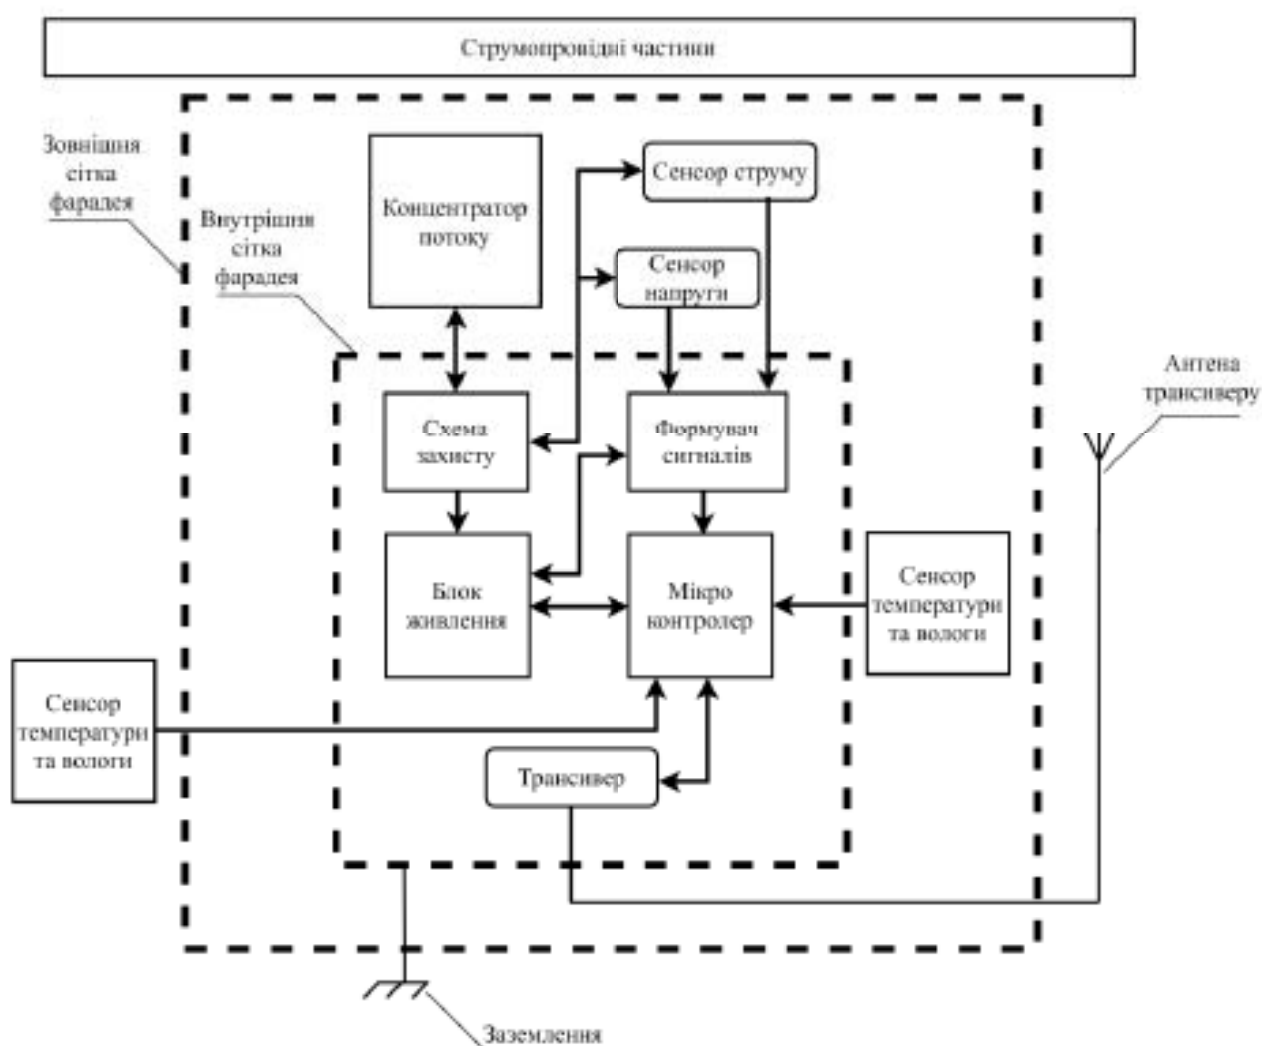 Струмопровідні частини
Зовнішня
сітка
фарадея
Внутрішня
сітка
фарадея
Концентратор
потоку
Сенсор струму
Сенсор
напруги
Антена
трансиверу
Схема
захисту
Формувач
сигналів
Блок
живлення
Мікро
контролер
Сенсор
температури
та вологи
Сенсор
температури
та вологи
Трансивер
Заземлення